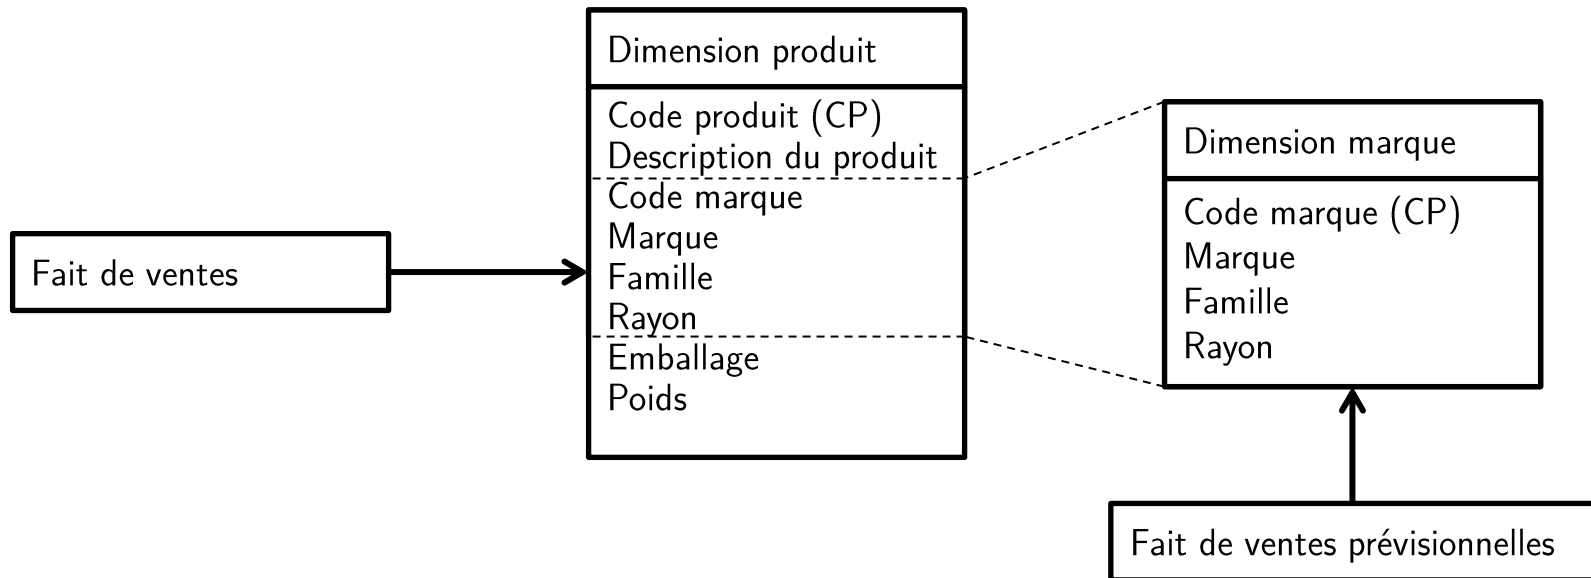 Dimension produit
Code produit (CP)
Description du produit
Code marque
Marque
Famille
Rayon
Emballage
Poids
Fait de ventes
Dimension marque
Code marque (CP)
Marque
Famille
Rayon
Fait de ventes prévisionnelles